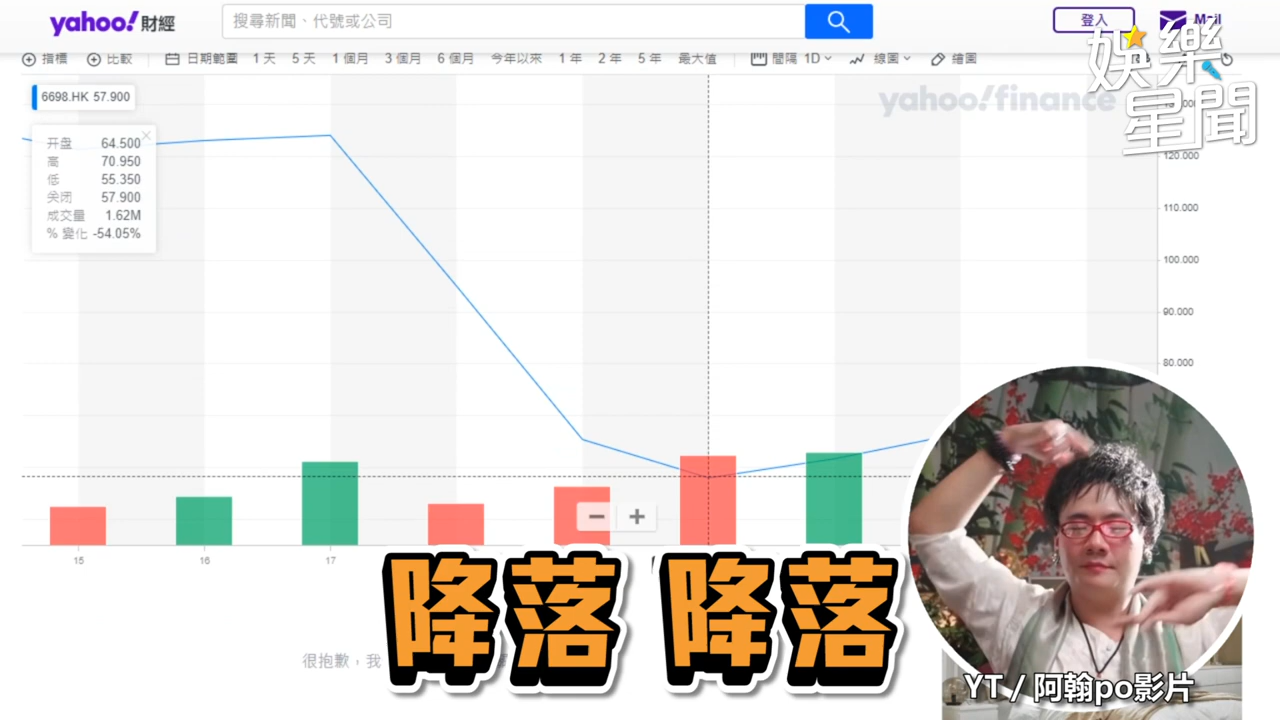 yahoo!財經
搜尋新聞、代號或公司
登入
Mail
娛樂星聞
指標
比較
日期範圍
1 天
5 天
1 個月
3 個月
6 個月
今年以來
1 年
2 年
5 年
最大值
間隔 1D
線圖
繪圖
6698.HK 57.900
yahoo!finance
开盘 64.500
高 70.950
低 55.350
关闭 57.900
成交量 1.62M
% 變化 -54.05%
120.000
110.000
100.000
90.000
80.000
15
16
17
降落 降落
很抱歉，我
YT / 阿翰po影片